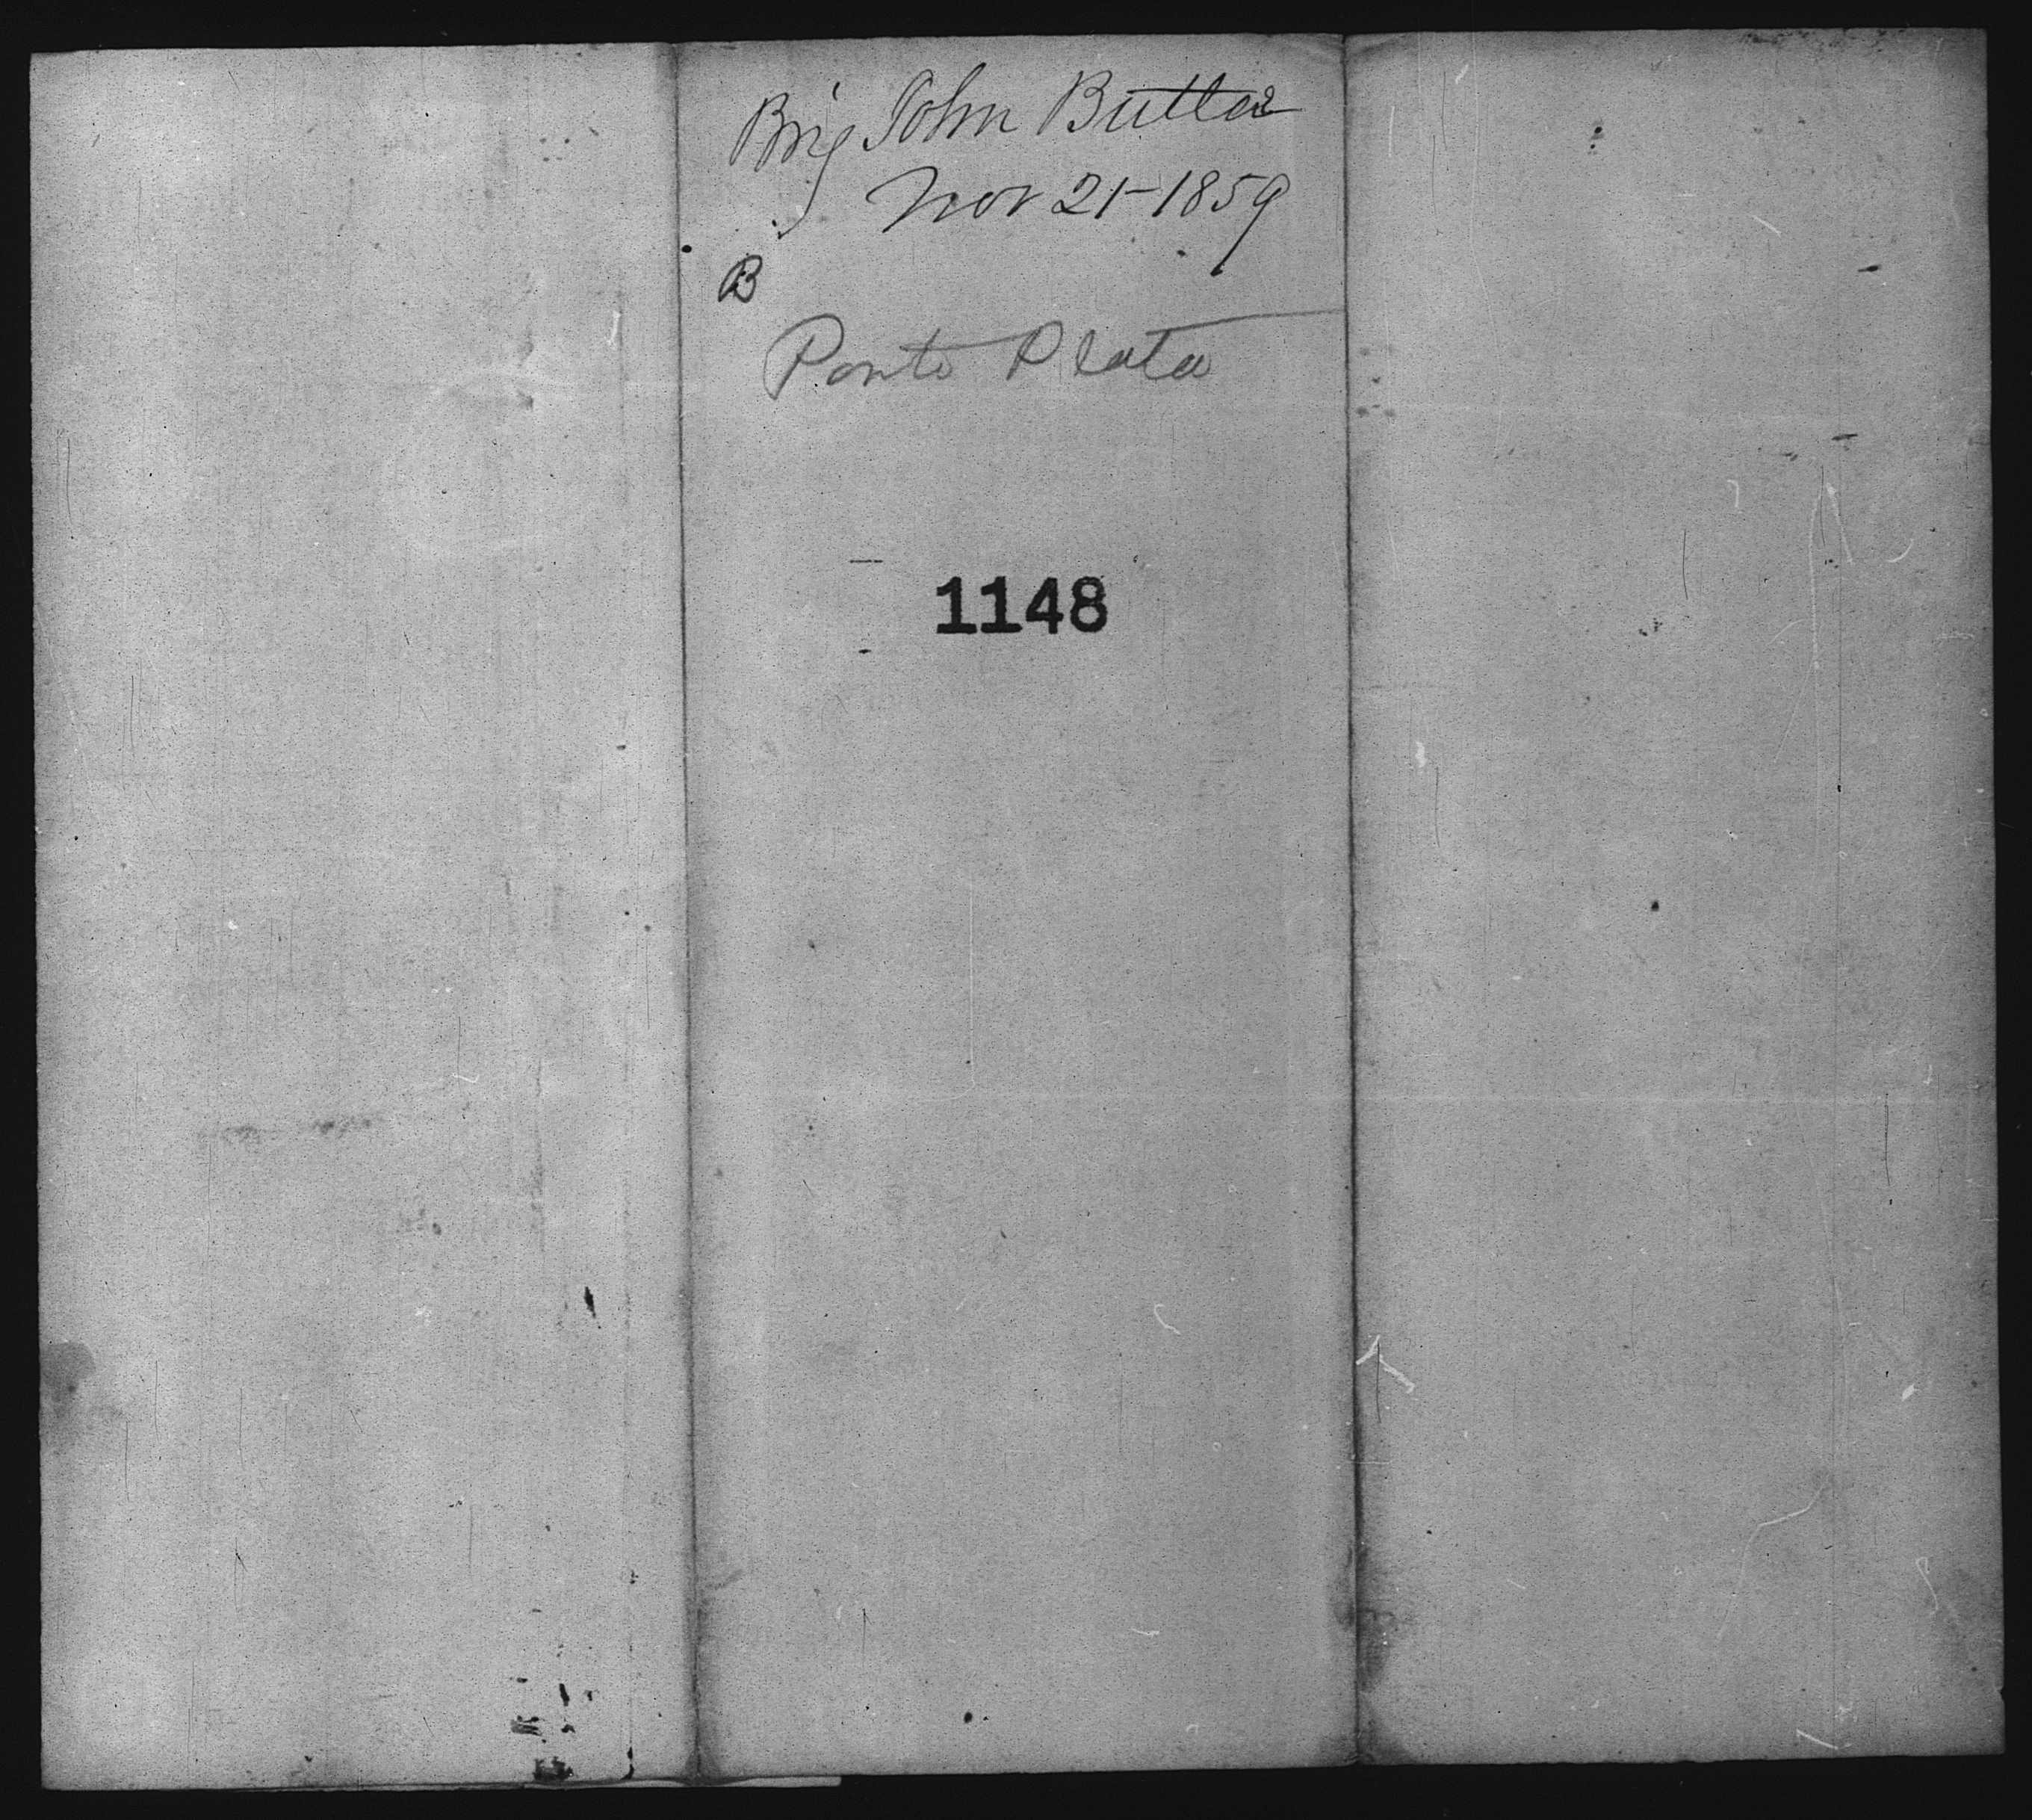 Brig John Butler
Nov 21-1859
B
Porto Plata
1148